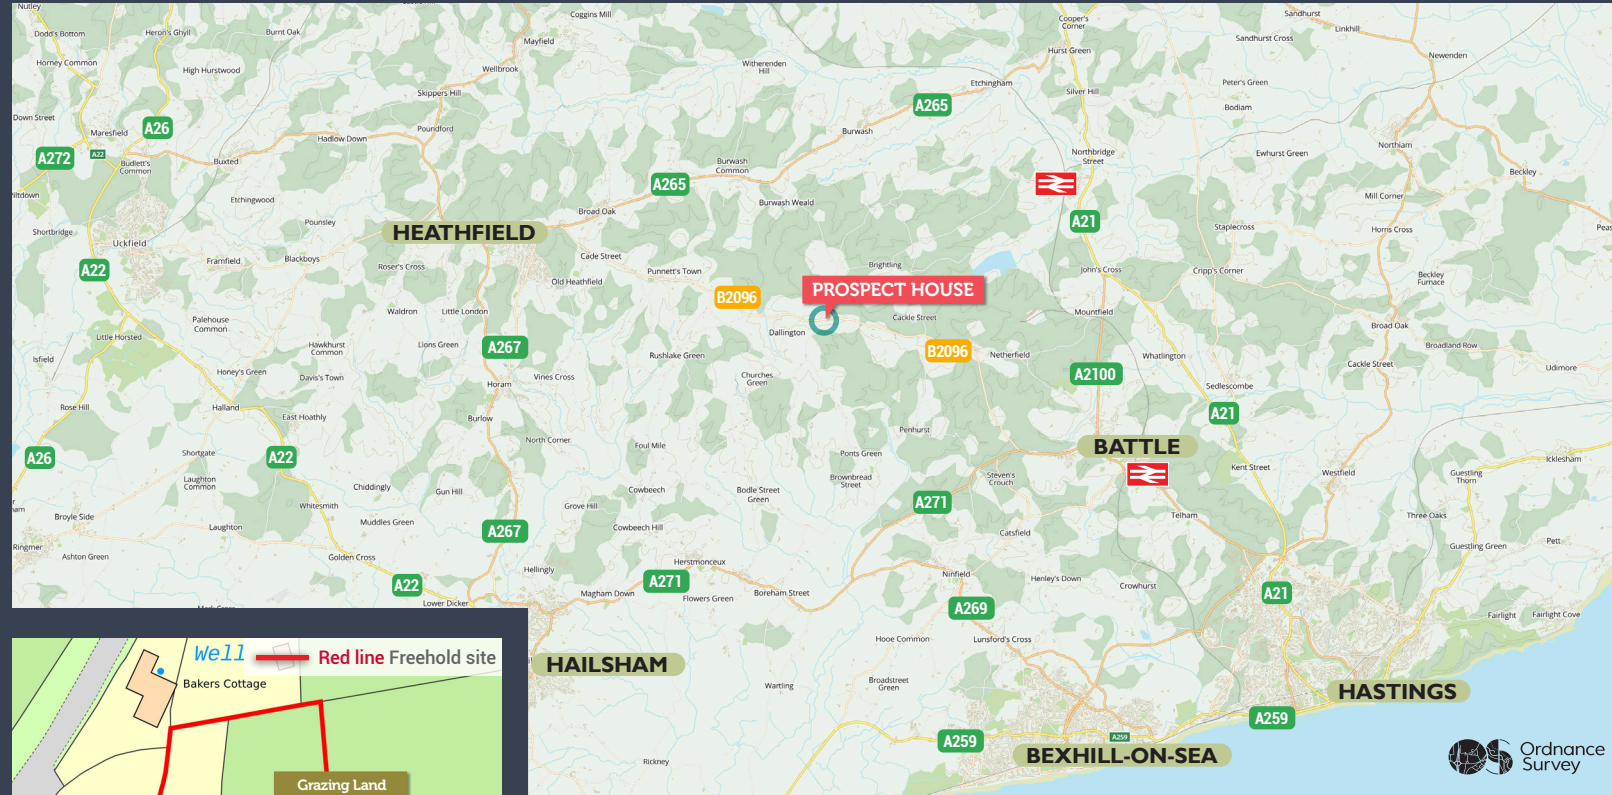 Nutley
Coggins Mill
Cooper's
Corner
Sandhurst
Linkhill
Dodd's Bottom
Heron's Ghyll
Burnt Oak
Mayfield
Hurst Green
Sandhurst Cross
Newenden
Horney Common
High Hurstwood
Wellbrook
Witherenden
Hill
Etchingham
Silver Hill
Peter's Green
Skippers Hill
A265
Bodiam
Down Street
Maresfield
A26
Hadlow Down
Poundford
Burwash
Northbridge
Street
Ewhurst Green
Northiam
A272
A22
Budlett's
Common
Buxted
Burwash
Common
A265
Beckley
Etchingwood
Burwash Weald
Mill Corner
Shortbridge
Pounsley
Broad Oak
A21
Staplecross
Horns Cross
HEATHFIELD
Uckfield
Framfield
Blackboys
Roser's Cross
Cade Street
Punnett's Town
Brightling
John's Cross
Cripp's Corner
Beckley
Furnace
A22
Old Heathfield
B2096
PROSPECT HOUSE
Palehouse
Common
Waldron
Little London
Cackle Street
Mountfield
Broad Oak
Little Horsted
Dallington
Isfield
Hawkhurst
Common
Lions Green
A267
Rushlake Green
B2096
Netherfield
Whatlington
Broadland Row
Cackle Street
Udimore
Honey's Green
Davis's Town
Horam
Vines Cross
Churches
Green
A2100
Sedlescombe
Rose Hill
Halland
East Hoathly
Burlow
A21
North Corner
Foul Mile
Penhurst
BATTLE
A26
Shortgate
A22
Ponts Green
Kent Street
Westfield
Icklesham
Laughton
Common
Chiddingly
Gun Hill
Cowbeech
Bodle Street
Green
Brownbread
Street
Steven's
Crouch
Guestling
Thorn
Whitesmith
Grove Hill
A271
Broyle Side
Laughton
Muddles Green
Cowbeech Hill
Telham
Three Oaks
A267
Catsfield
Pett
Ringmer
Ashton Green
Golden Cross
Hellingly
Herstmonceux
Guestling Green
A22
Magham Down
A271
Flowers Green
Boreham Street
Ninfield
Henley's Down
Crowhurst
A21
Lower Dicker
A269
Fairlight
Fairlight Cove
Hooe Common
Lunsford's Cross
HAILSHAM
Wartling
Broadstreet
Green
HASTINGS
A259
A259
A259
BEXHILL-ON-SEA
Rickney
Ordnance
Survey
Well
Red line Freehold site
Bakers Cottage
Grazing Land